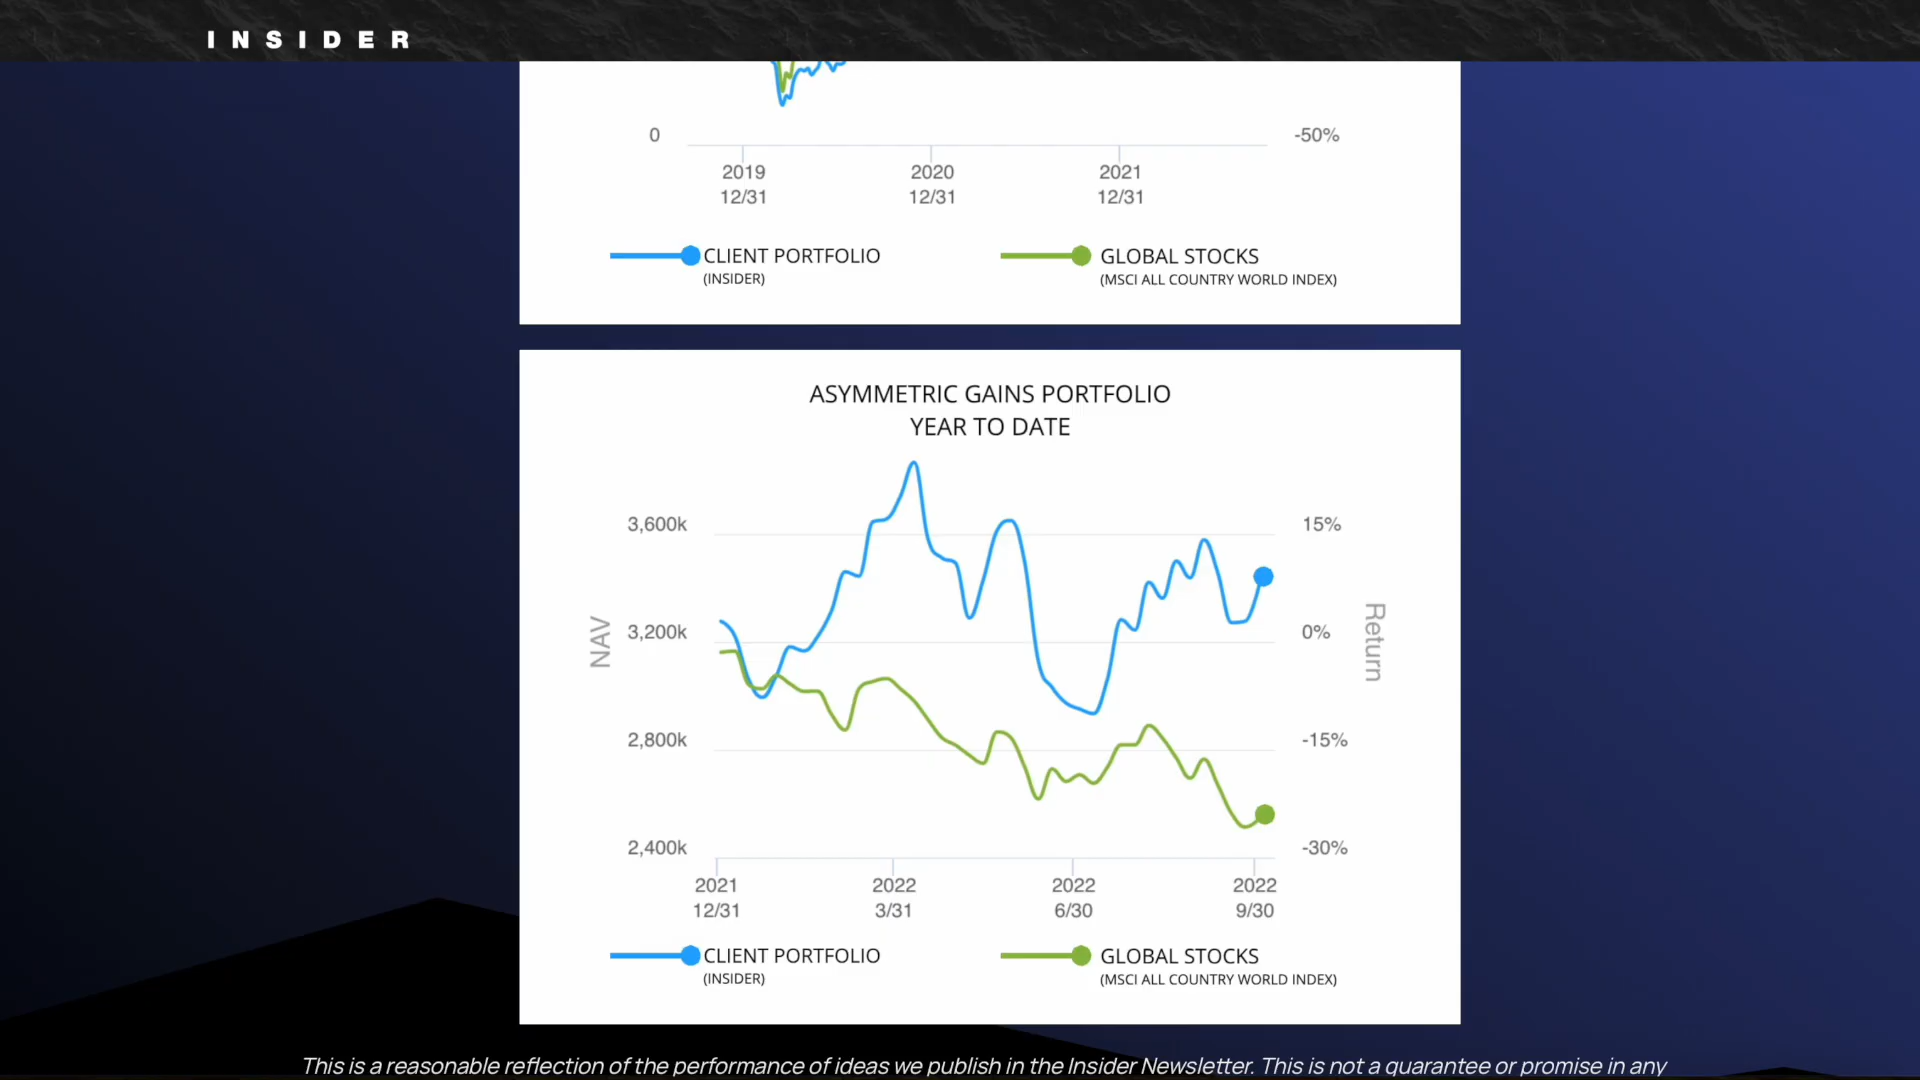 INSIDER
0
-50%
2019
12/31
2020
12/31
2021
12/31
CLIENT PORTFOLIO
(INSIDER)
GLOBAL STOCKS
(MSCI ALL COUNTRY WORLD INDEX)
ASYMMETRIC GAINS PORTFOLIO
YEAR TO DATE
3,600k
15%
NAV
3,200k
0%
Return
2,800k
-15%
2,400k
-30%
2021
12/31
2022
3/31
2022
6/30
2022
9/30
CLIENT PORTFOLIO
(INSIDER)
GLOBAL STOCKS
(MSCI ALL COUNTRY WORLD INDEX)
This is a reasonable reflection of the performance of ideas we publish in the Insider Newsletter. This is not a guarantee or promise in any